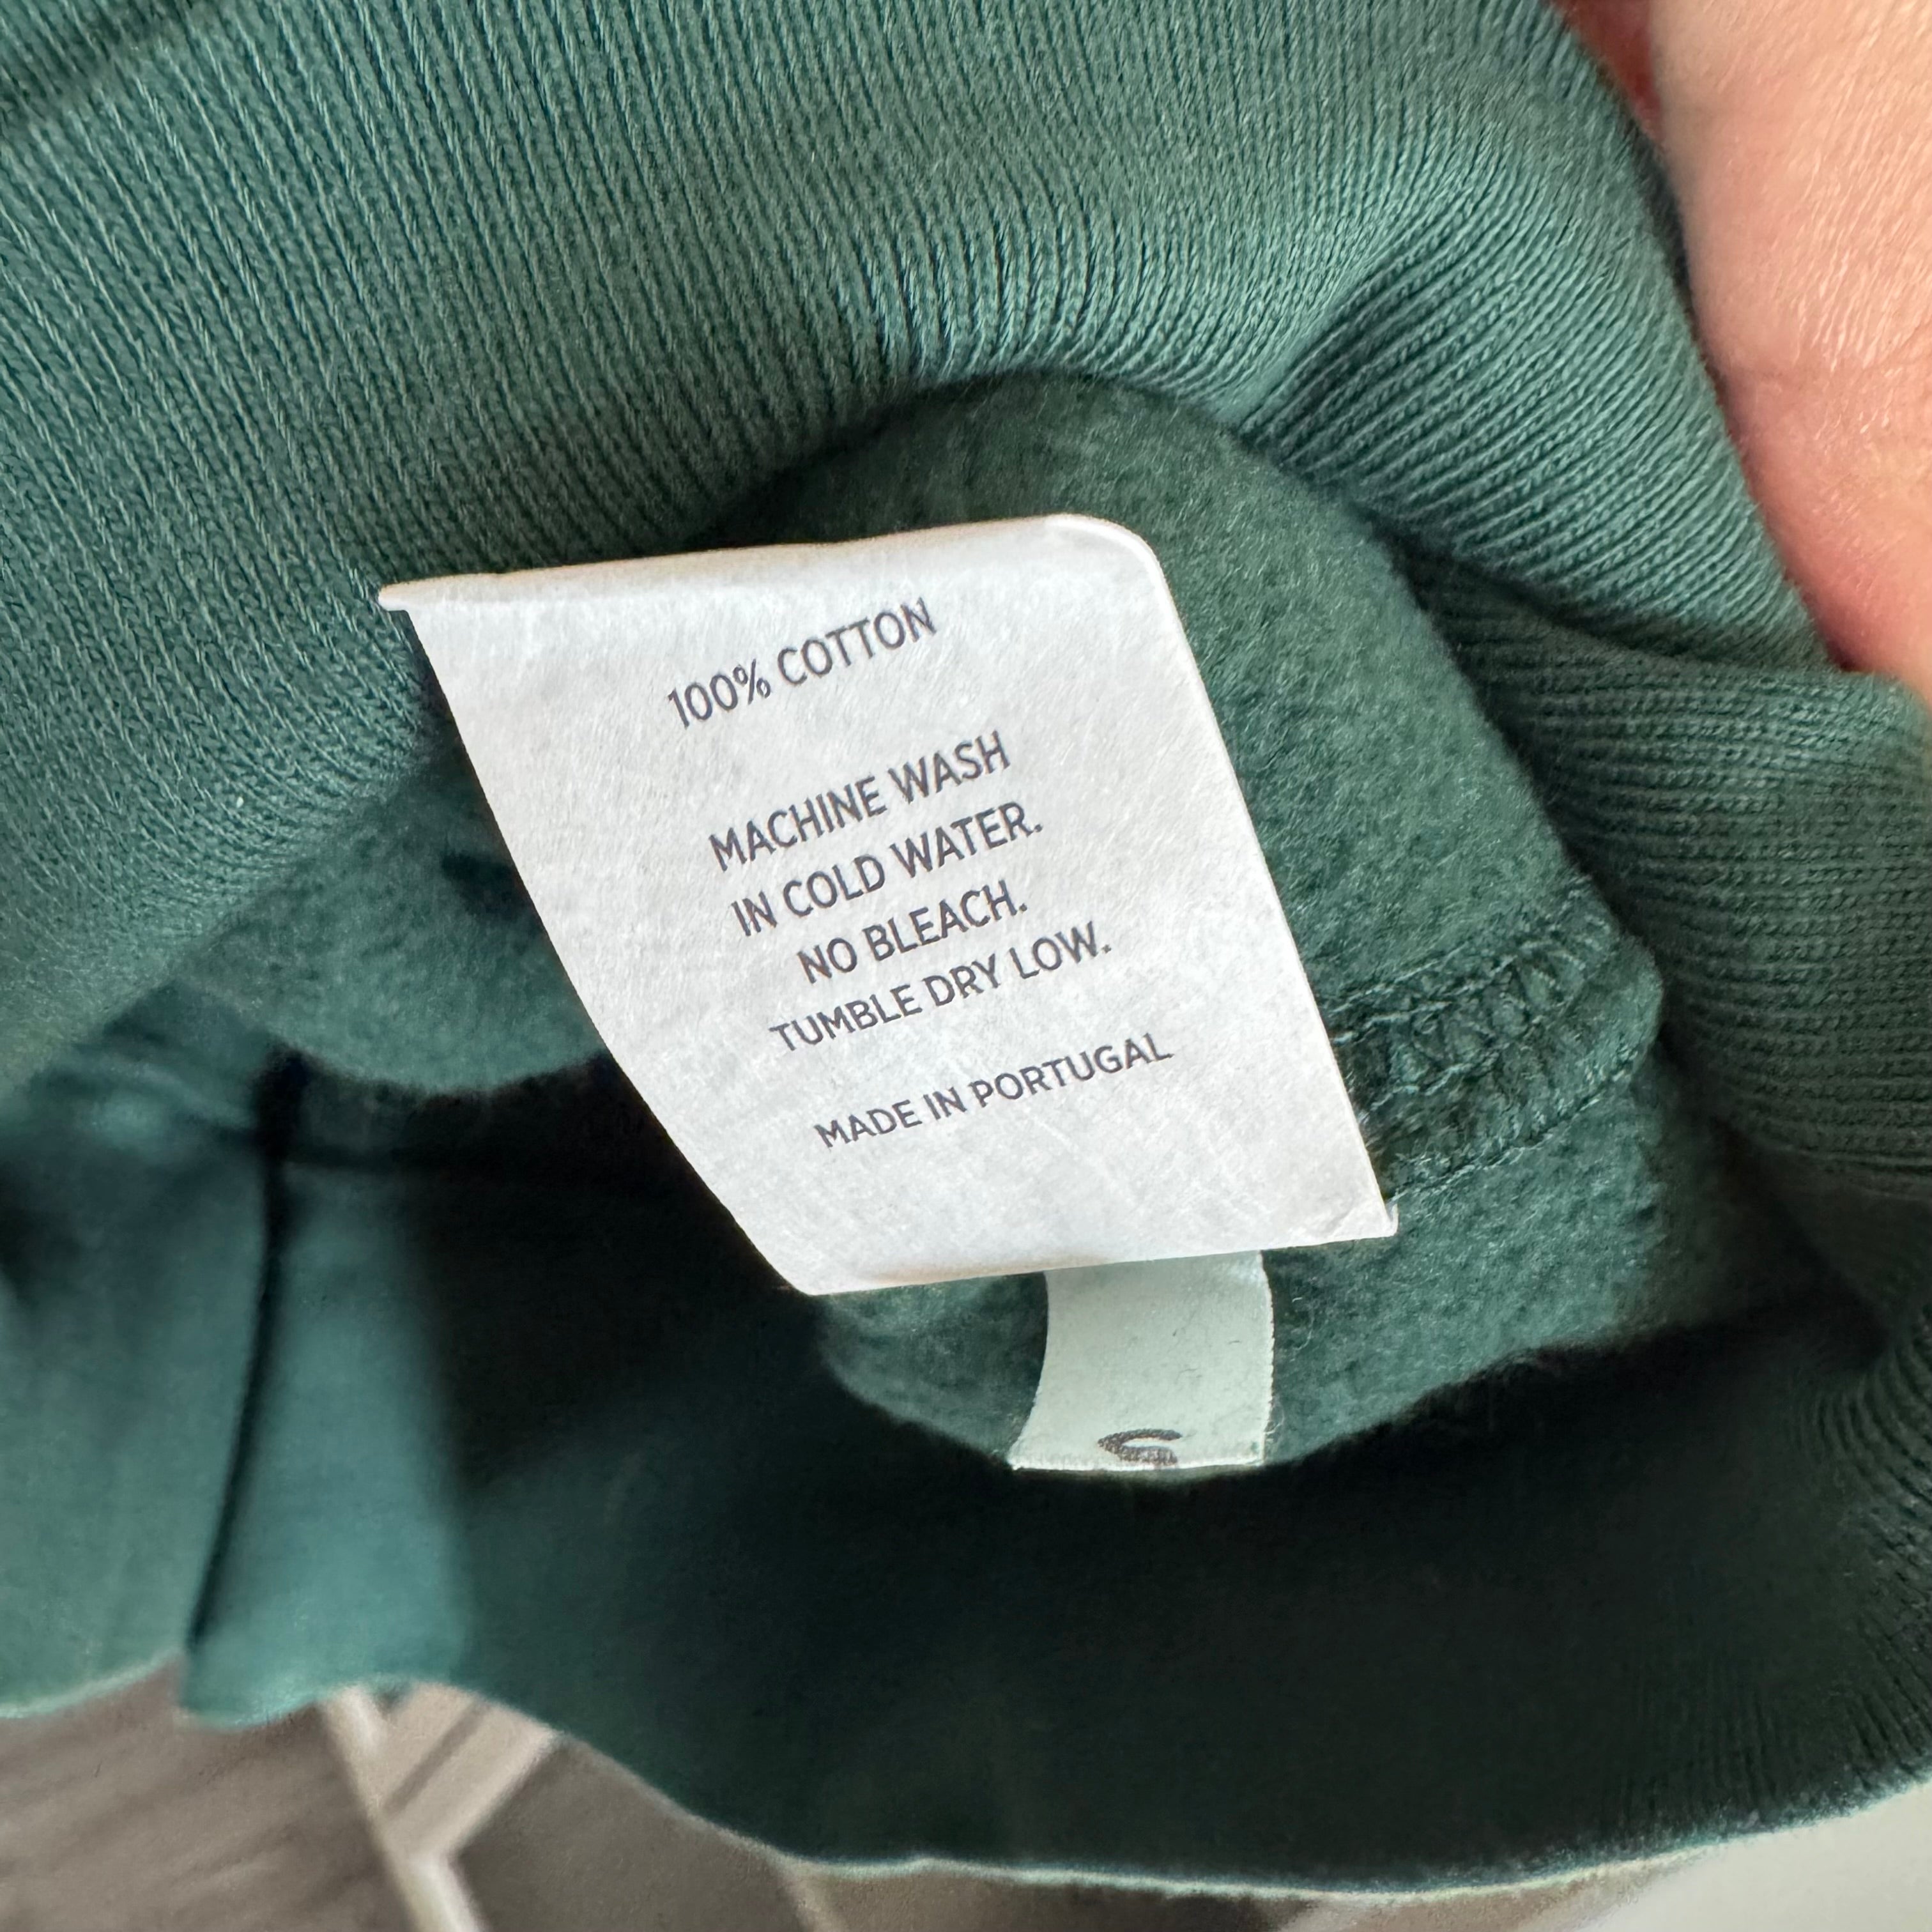 100% COTTON
MACHINE WASH
IN COLD WATER.
NO BLEACH.
TUMBLE DRY LOW.
MADE IN PORTUGAL